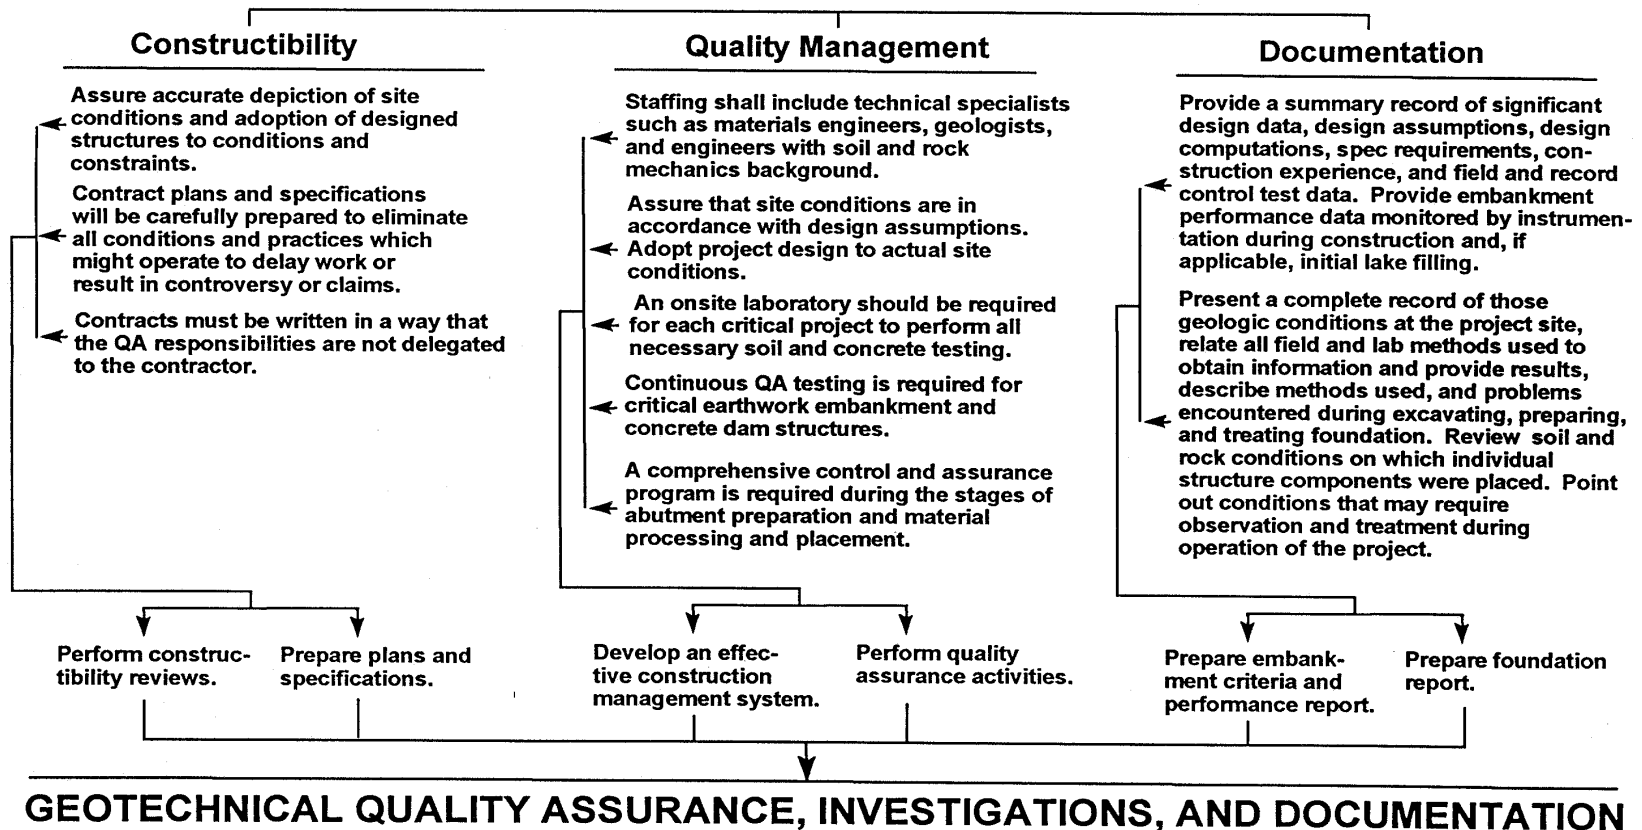 Constructibility
Assure accurate depiction of site
conditions and adoption of designed
structures to conditions and
constraints.
Contract plans and specifications
will be carefully prepared to eliminate
all conditions and practices which
might operate to delay work or
result in controversy or claims.
Contracts must be written in a way that
the QA responsibilities are not delegated
to the contractor.
Perform construc-
tibility reviews.
Prepare plans and
specifications.
Quality Management
Staffing shall include technical specialists
such as materials engineers, geologists,
and engineers with soil and rock
mechanics background.
Assure that site conditions are in
accordance with design assumptions.
Adopt project design to actual site
conditions.
An onsite laboratory should be required
for each critical project to perform all
necessary soil and concrete testing.
Continuous QA testing is required for
critical earthwork embankment and
concrete dam structures.
A comprehensive control and assurance
program is required during the stages of
abutment preparation and material
processing and placement.
Develop an effec-
tive construction
management system.
Perform quality
assurance activities.
Documentation
Provide a summary record of significant
design data, design assumptions, design
computations, spec requirements, con-
struction experience, and field and record
control test data. Provide embankment
performance data monitored by instrumen-
tation during construction and, if
applicable, initial lake filling.
Present a complete record of those
geologic conditions at the project site,
relate all field and lab methods used to
obtain information and provide results,
describe methods used, and problems
encountered during excavating, preparing,
and treating foundation. Review soil and
rock conditions on which individual
structure components were placed. Point
out conditions that may require
observation and treatment during
operation of the project.
Prepare embank-
ment criteria and
performance report.
Prepare foundation
report.
GEOTECHNICAL QUALITY ASSURANCE, INVESTIGATIONS, AND DOCUMENTATION